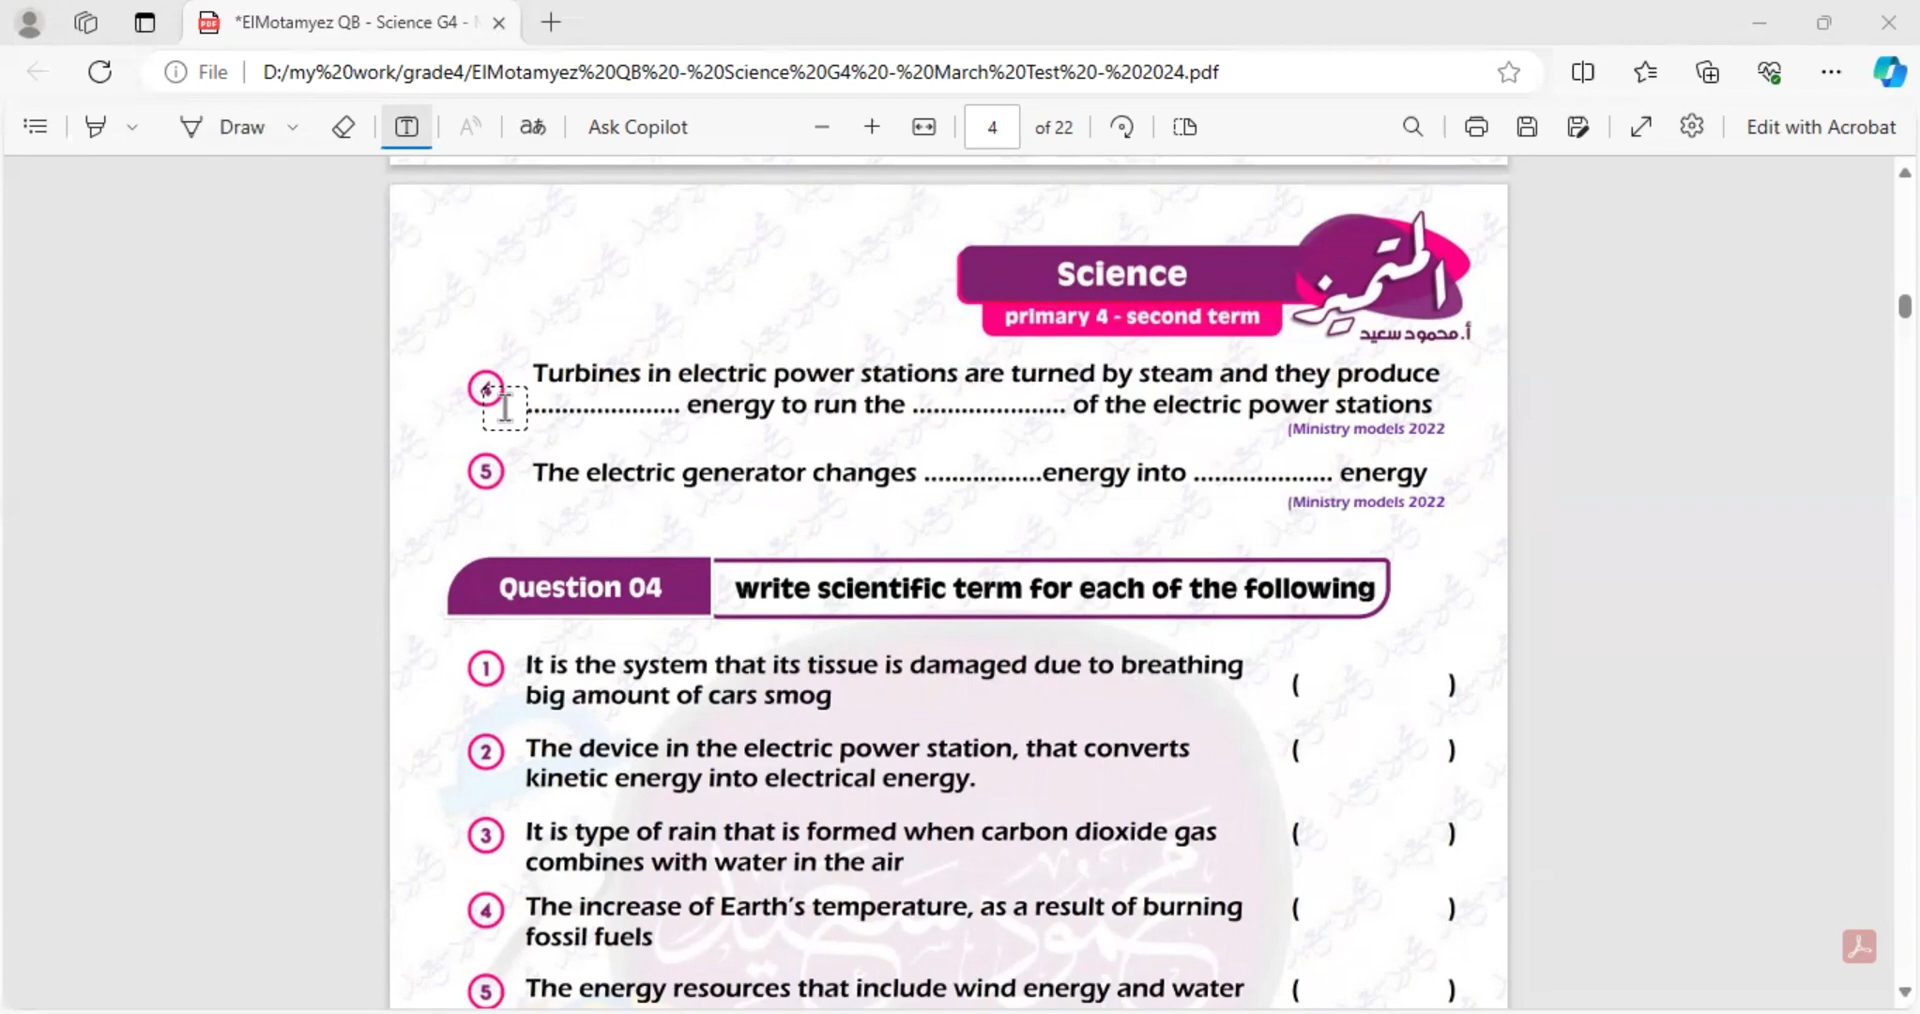 *ElMotamyez QB - Science G4 -
File
D:/my%20work/grade4/ElMotamyez%20QB%20-%20Science%20G4%20-%20March%20Test%20-%202024.pdf
Draw
Ask Copilot
4
of 22
Edit with Acrobat
Science
primary 4 - second term
المتميز
أ.محمود سعيد
4 Turbines in electric power stations are turned by steam and they produce
...................... energy to run the ...................... of the electric power stations
(Ministry models 2022
5 The electric generator changes .................energy into .................... energy
(Ministry models 2022
Question 04 write scientific term for each of the following
1 It is the system that its tissue is damaged due to breathing ( )
big amount of cars smog
2 The device in the electric power station, that converts ( )
kinetic energy into electrical energy.
3 It is type of rain that is formed when carbon dioxide gas ( )
combines with water in the air
4 The increase of Earth's temperature, as a result of burning ( )
fossil fuels
5 The energy resources that include wind energy and water ( )
محمود سعيد